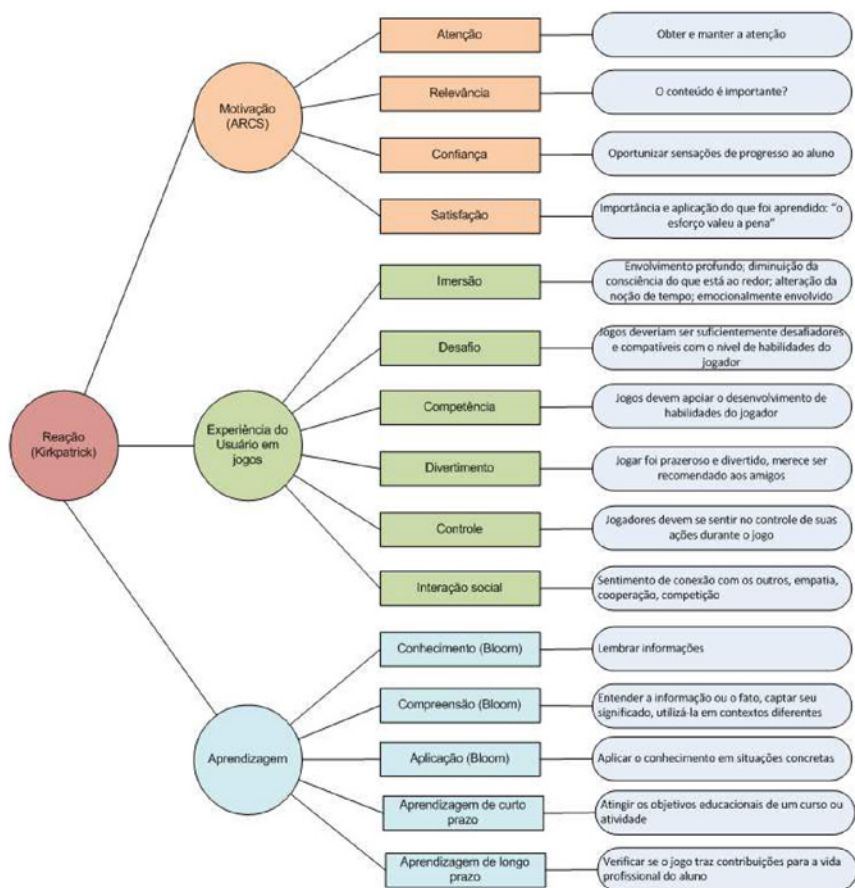 Reação
(Kirkpatrick)
Motivação
(ARCS)
Atenção
Obter e manter a atenção
Relevância
O conteúdo é importante?
Confiança
Oportunizar sensações de progresso ao aluno
Satisfação
Importância e aplicação do que foi aprendido: "o
esforço valeu a pena"
Experiência do
Usuário em
jogos
Imersão
Envolvimento profundo; diminuição da
consciência do que está ao redor; alteração da
noção de tempo; emocionalmente envolvido
Desafio
Jogos deveriam ser suficientemente desafiadores
e compatíveis com o nível de habilidades do
jogador
Competência
Jogos devem apoiar o desenvolvimento de
habilidades do jogador
Divertimento
Jogar foi prazeroso e divertido, merece ser
recomendado aos amigos
Controle
Jogadores devem se sentir no controle de suas
ações durante o jogo
Interação social
Sentimento de conexão com os outros, empatia,
cooperação, competição
Aprendizagem
Conhecimento (Bloom)
Lembrar informações
Compreensão (Bloom)
Entender a informação ou o fato, captar seu
significado, utilizá-la em contextos diferentes
Aplicação (Bloom)
Aplicar o conhecimento em situações concretas
Aprendizagem de curto
prazo
Atingir os objetivos educacionais de um curso ou
atividade
Aprendizagem de longo
prazo
Verificar se o jogo traz contribuições para a vida
profissional do aluno